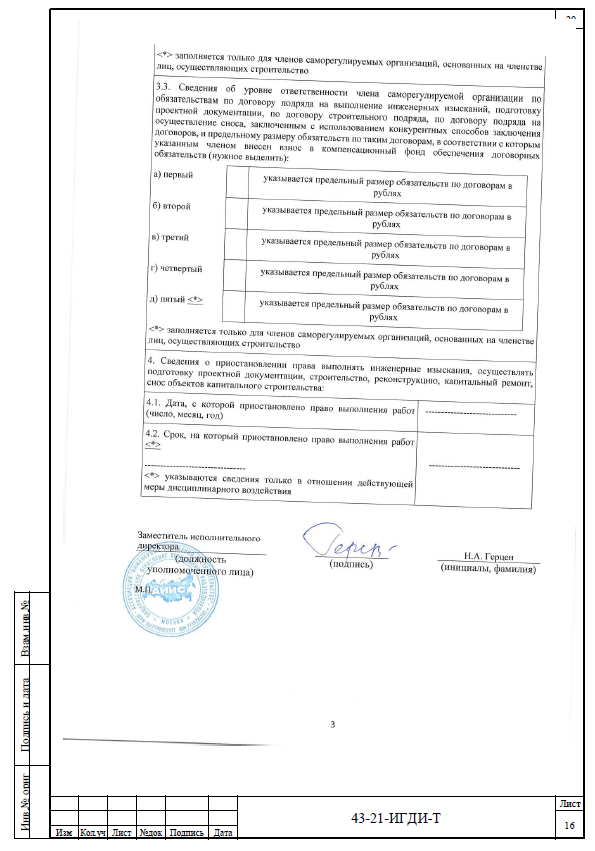 20
<*> заполняется только для членов саморегулируемых организаций, основанных на членстве
лиц, осуществляющих строительство
3.3. Сведения об уровне ответственности члена саморегулируемой организации по
обязательствам по договору подряда на выполнение инженерных изысканий, подготовку
проектной документации, по договору строительного подряда, по договору подряда на
осуществление сноса, заключенным с использованием конкурентных способов заключения
договоров, и предельному размеру обязательств по таким договорам, в соответствии с которым
указанным членом внесен взнос в компенсационный фонд обеспечения договорных
обязательств (нужное выделить):
а) первый
указывается предельный размер обязательств по договорам в
рублях
б) второй
указывается предельный размер обязательств по договорам в
рублях
в) третий
указывается предельный размер обязательств по договорам в
рублях
г) четвертый
указывается предельный размер обязательств по договорам в
рублях
д) пятый <*>
указывается предельный размер обязательств по договорам в
рублях
<*> заполняется только для членов саморегулируемых организаций, основанных на членстве
лиц, осуществляющих строительство
4. Сведения о приостановлении права выполнять инженерные изыскания, осуществлять
подготовку проектной документации, строительство, реконструкцию, капитальный ремонт,
снос объектов капитального строительства:
4.1. Дата, с которой приостановлено право выполнения работ
(число, месяц, год)
4.2. Срок, на который приостановлено право выполнения работ
<*>
<*> указываются сведения только в отношении действующей
меры дисциплинарного воздействия
Заместитель исполнительного
директора
(должность
уполномоченного лица)
М.П.
АИИС
МОСКВА
(подпись)
Н.А. Герцен
(инициалы, фамилия)
3
Взам.инв.№
Подпись и дата
Инв.№ ориг
Изм Кол.уч Лист №док Подпись Дата
43-21-ИГДИ-Т
Лист
16